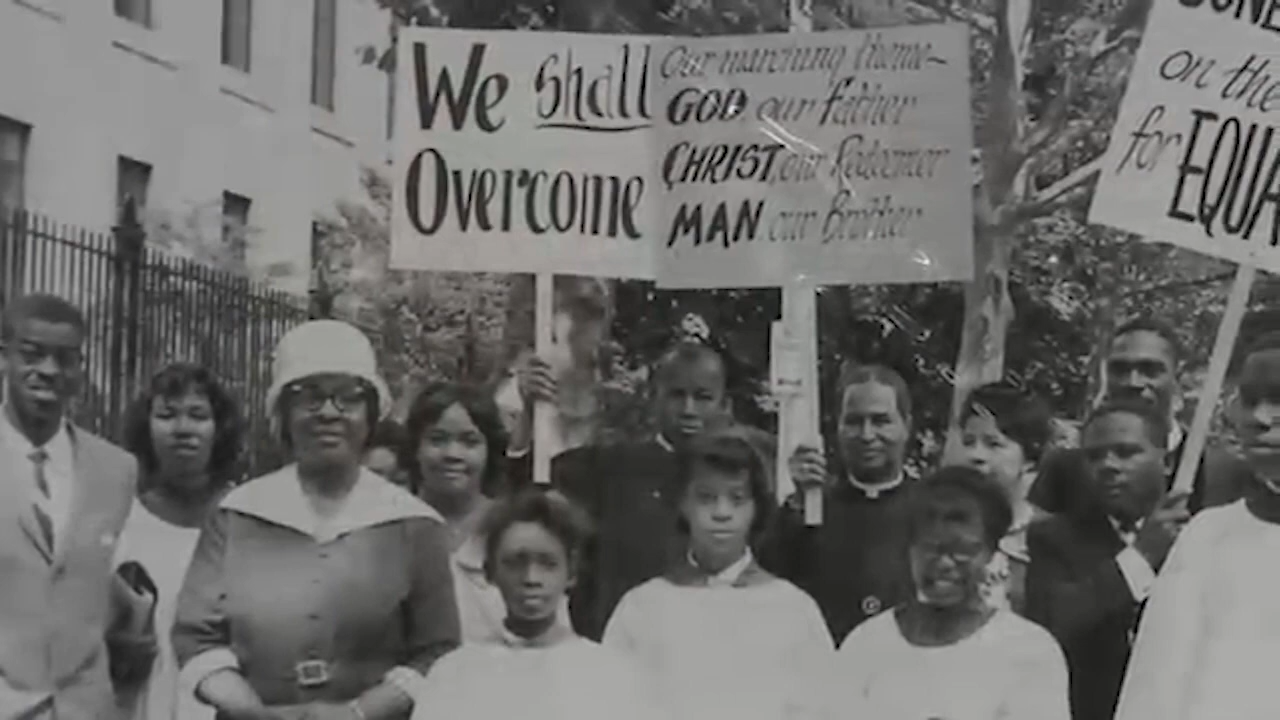 We Shall
Overcome
Our marching theme~
GOD, our Father
CHRIST, our Redeemer
MAN, our Brother
on the
for EQUA